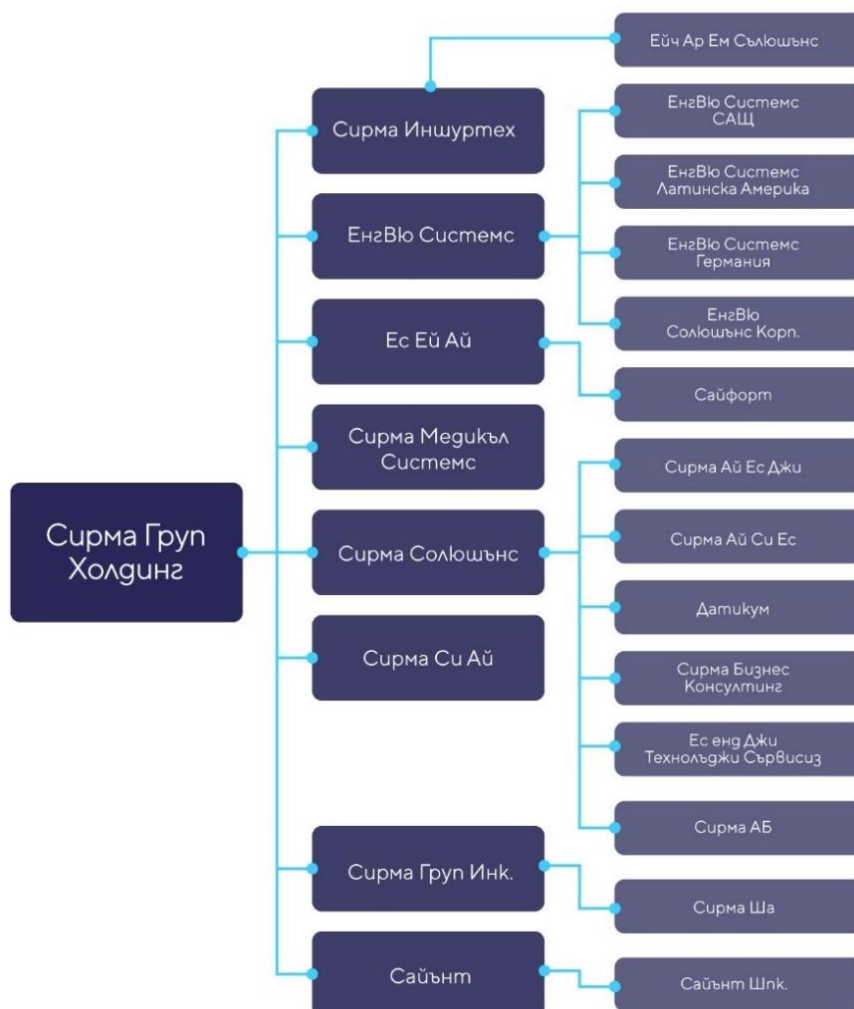 Ейч Ар Ем Сълюшънс
Сирма Иншуртех
ЕнгВю Системс
САЩ
ЕнгВю Системс
Латинска Америка
ЕнгВю Системс
ЕнгВю Системс
Германия
ЕнгВю
Солюшънс Корп.
Ес Ей Ай
Сайфорт
Сирма Медикъл
Системс
Сирма Груп
Холдинг
Сирма Солюшънс
Сирма Ай Ес Джи
Сирма Ай Си Ес
Датикум
Сирма Бизнес
Консултинг
Ес енд Джи
Технолъджи Сървисиз
Сирма АБ
Сирма Си Ай
Сирма Груп Инк.
Сирма Ша
Сайънт
Сайънт Шпк.